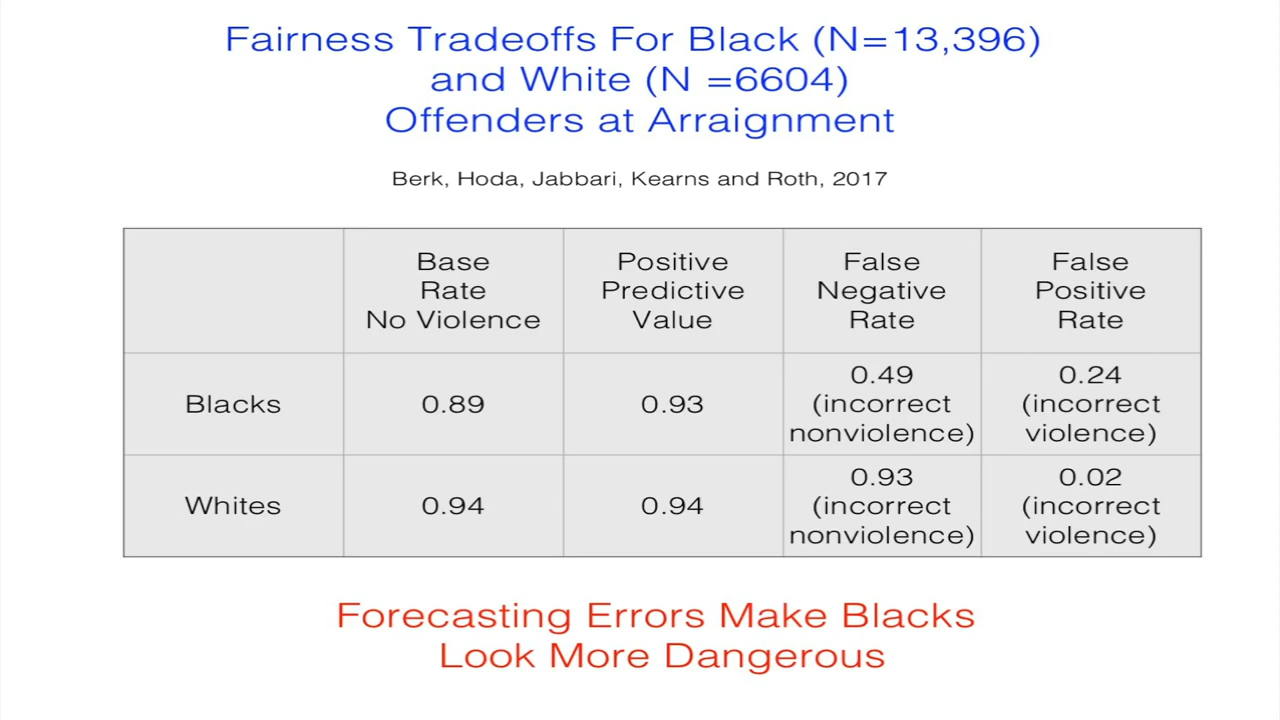 Fairness Tradeoffs For Black (N=13,396)
and White (N =6604)
Offenders at Arraignment
Berk, Hoda, Jabbari, Kearns and Roth, 2017
Base
Rate
No Violence
Positive
Predictive
Value
False
Negative
Rate
False
Positive
Rate
Blacks
0.89
0.93
0.49
(incorrect
nonviolence)
0.24
(incorrect
violence)
Whites
0.94
0.94
0.93
(incorrect
nonviolence)
0.02
(incorrect
violence)
Forecasting Errors Make Blacks
Look More Dangerous